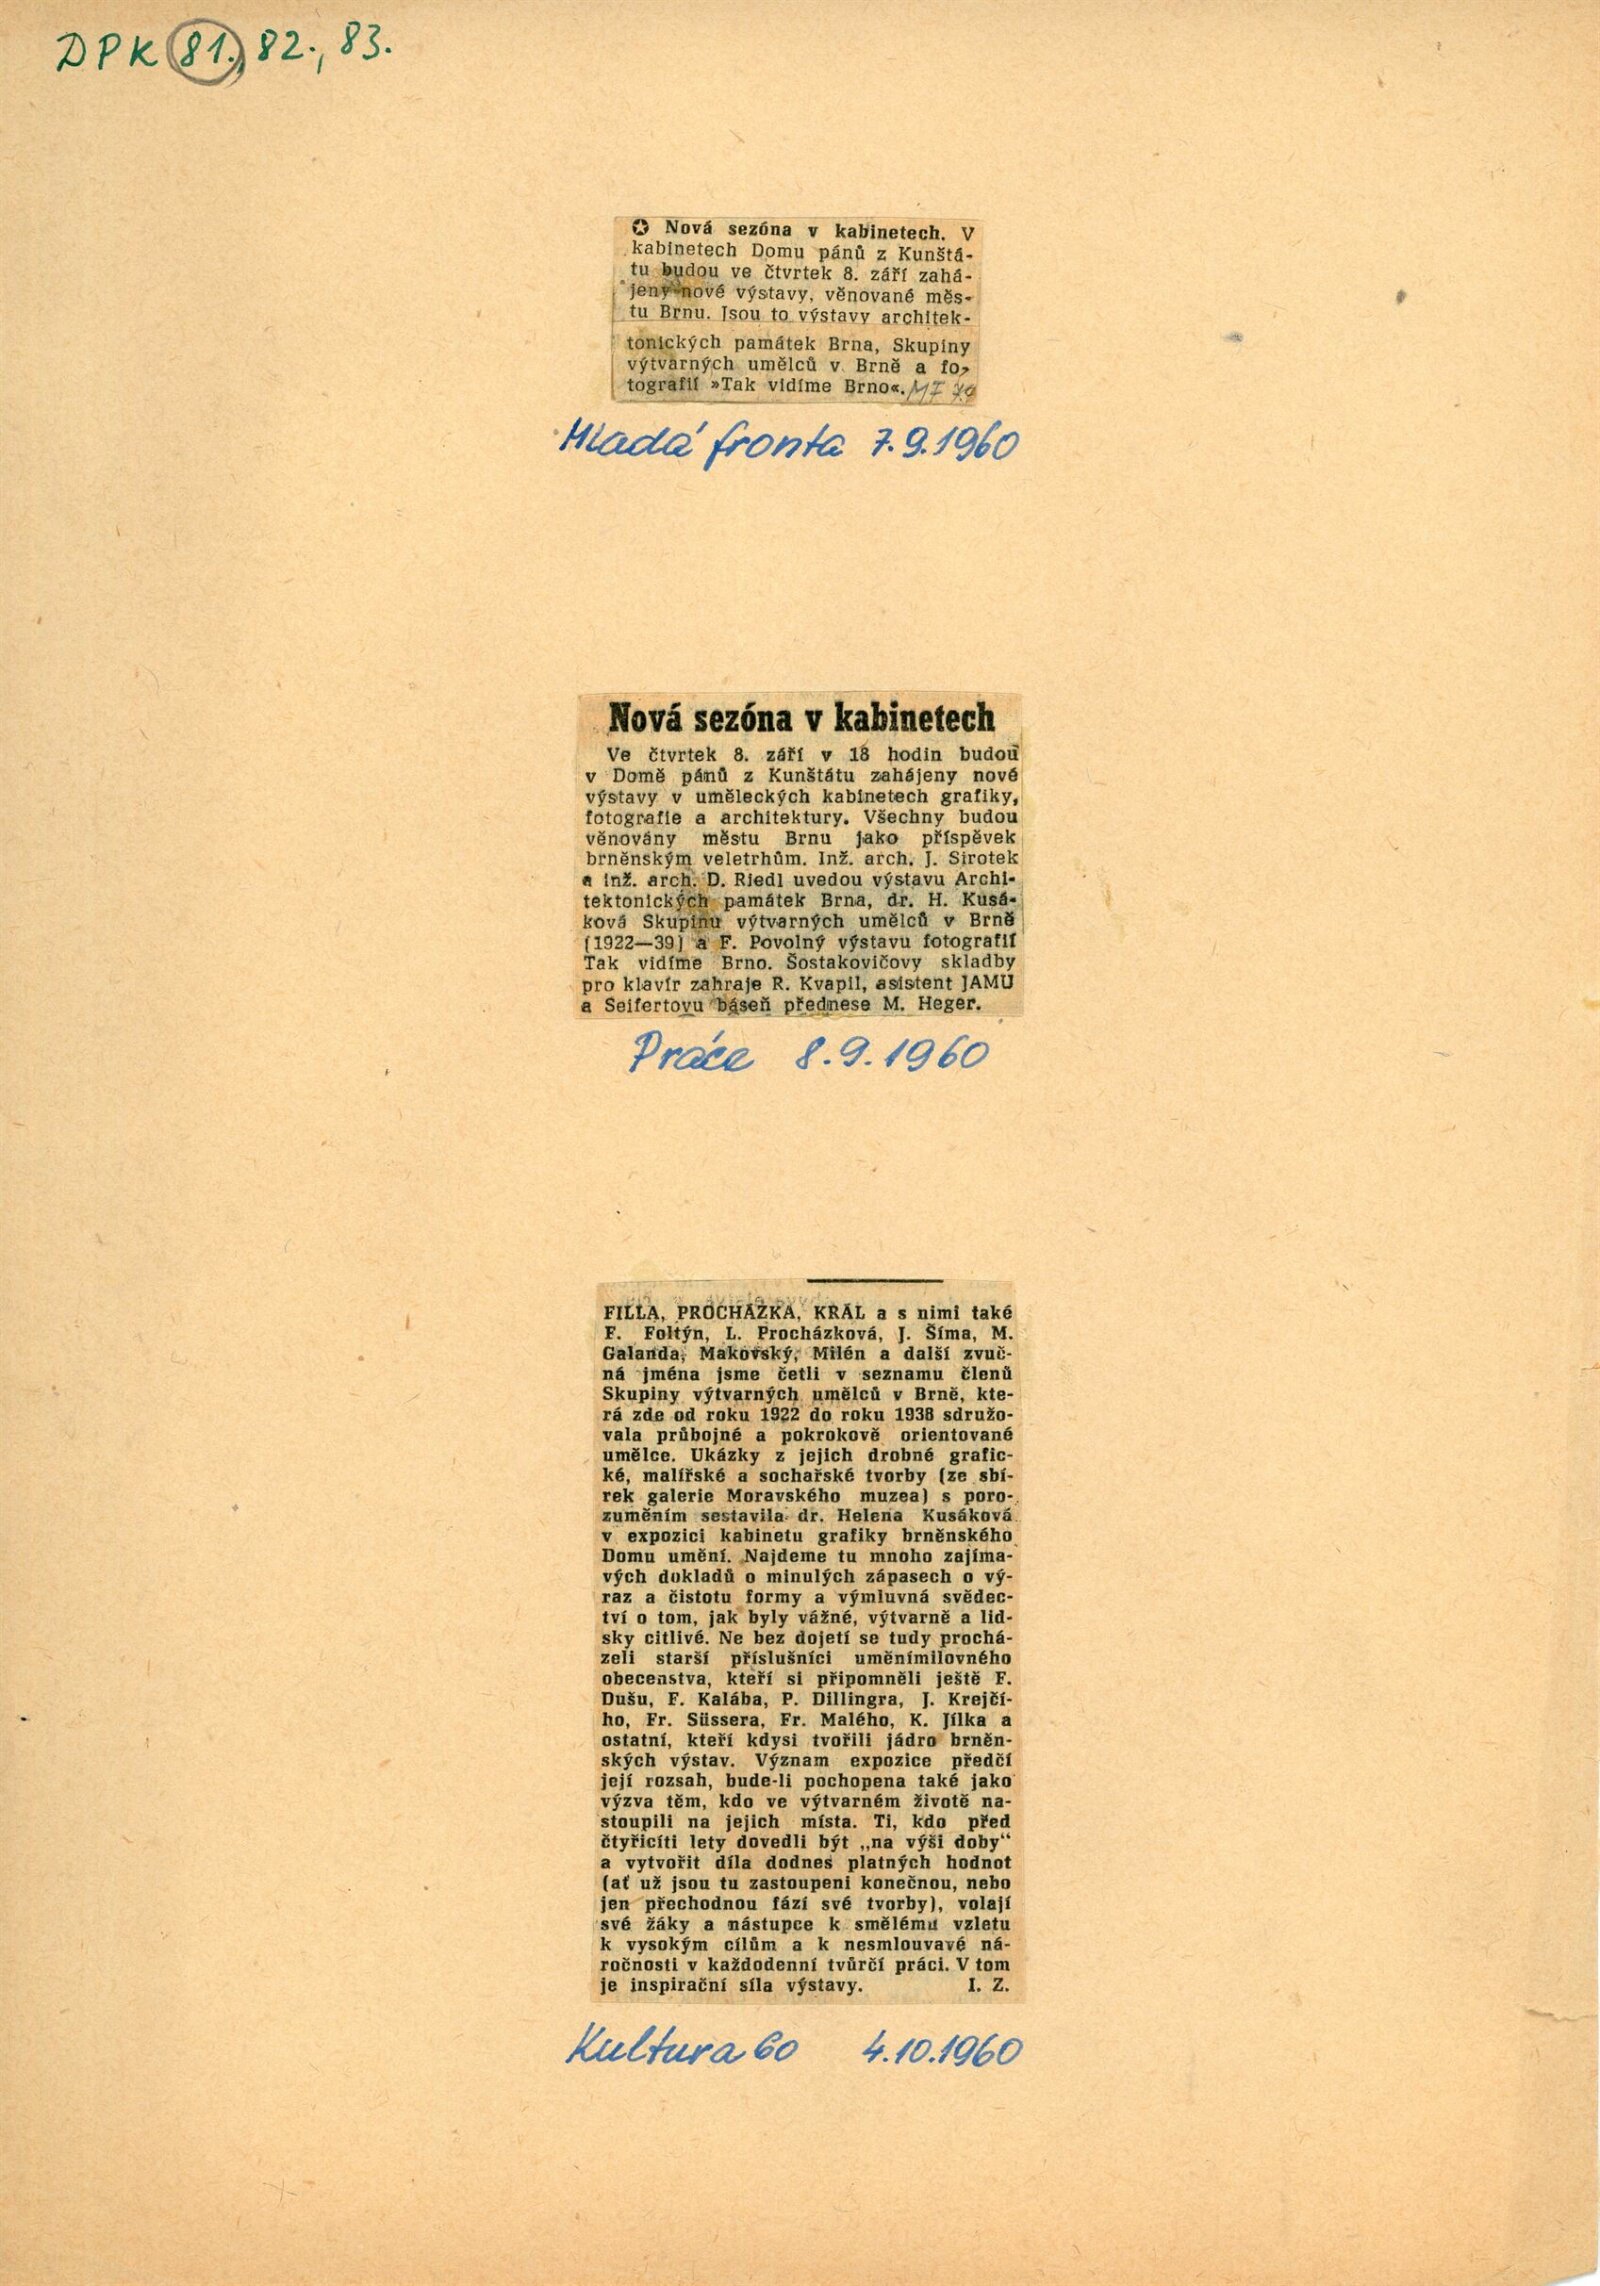 DPK 81., 82., 83.
✪ Nová sezóna v kabinetech. V
kabinetech Domu pánů z Kunštá-
tu budou ve čtvrtek 8. září zahá-
jeny nové výstavy, věnované měs-
tu Brnu. Jsou to výstavy architek-
tonických památek Brna, Skupiny
výtvarných umělců v Brně a fo-
tografií »Tak vidíme Brno«.
Mladá fronta 7.9.1960
Nová sezóna v kabinetech
Ve čtvrtek 8. září v 18 hodin budou
v Domě pánů z Kunštátu zahájeny nové
výstavy v uměleckých kabinetech grafiky,
fotografie a architektury. Všechny budou
věnovány městu Brnu jako příspěvek
brněnským veletrhům. Inž. arch. J. Sirotek
a inž. arch. D. Riedl uvedou výstavu Archi-
tektonických památek Brna, dr. H. Kusá-
ková Skupinu výtvarných umělců v Brně
(1922—39) a F. Povolný výstavu fotografií
Tak vidíme Brno. Šostakovičovy skladby
pro klavír zahraje R. Kvapil, asistent JAMU
a Seifertovu báseň přednese M. Heger.
Práce 8.9.1960
FILLA, PROCHÁZKA, KRÁL a s nimi také
F. Foltýn, L. Procházková, J. Šíma, M.
Galanda, Makovský, Milén a další zvuč-
ná jména jsme četli v seznamu členů
Skupiny výtvarných umělců v Brně, kte-
rá zde od roku 1922 do roku 1938 sdružo-
vala průbojné a pokrokově orientované
umělce. Ukázky z jejich drobné grafic-
ké, malířské a sochařské tvorby (ze sbí-
rek galerie Moravského muzea) s poro-
zuměním sestavila dr. Helena Kusáková
v expozici kabinetu grafiky brněnského
Domu umění. Najdeme tu mnoho zajíma-
vých dokladů o minulých zápasech o vý-
raz a čistotu formy a výmluvná svědec-
tví o tom, jak byly vážné, výtvarně a lid-
sky citlivé. Ne bez dojetí se tudy prochá-
zeli starší příslušníci uměnímilovného
obecenstva, kteří si připomněli ještě F.
Dušu, F. Kalába, P. Dillingra, J. Krejčí-
ho, Fr. Süssera, Fr. Malého, K. Jílka a
ostatní, kteří kdysi tvořili jádro brněn-
ských výstav. Význam expozice předčí
její rozsah, bude-li pochopena také jako
výzva těm, kdo ve výtvarném životě na-
stoupili na jejich místa. Ti, kdo před
čtyřicíti lety dovedli být „na výši doby“
a vytvořit díla dodnes platných hodnot
(ať už jsou tu zastoupeni konečnou, nebo
jen přechodnou fází své tvorby), volají
své žáky a nástupce k smělému vzletu
k vysokým cílům a k nesmlouvavé ná-
ročnosti v každodenní tvůrčí práci. V tom
je inspirační síla výstavy. I. Z.
Kultura 60 4.10.1960